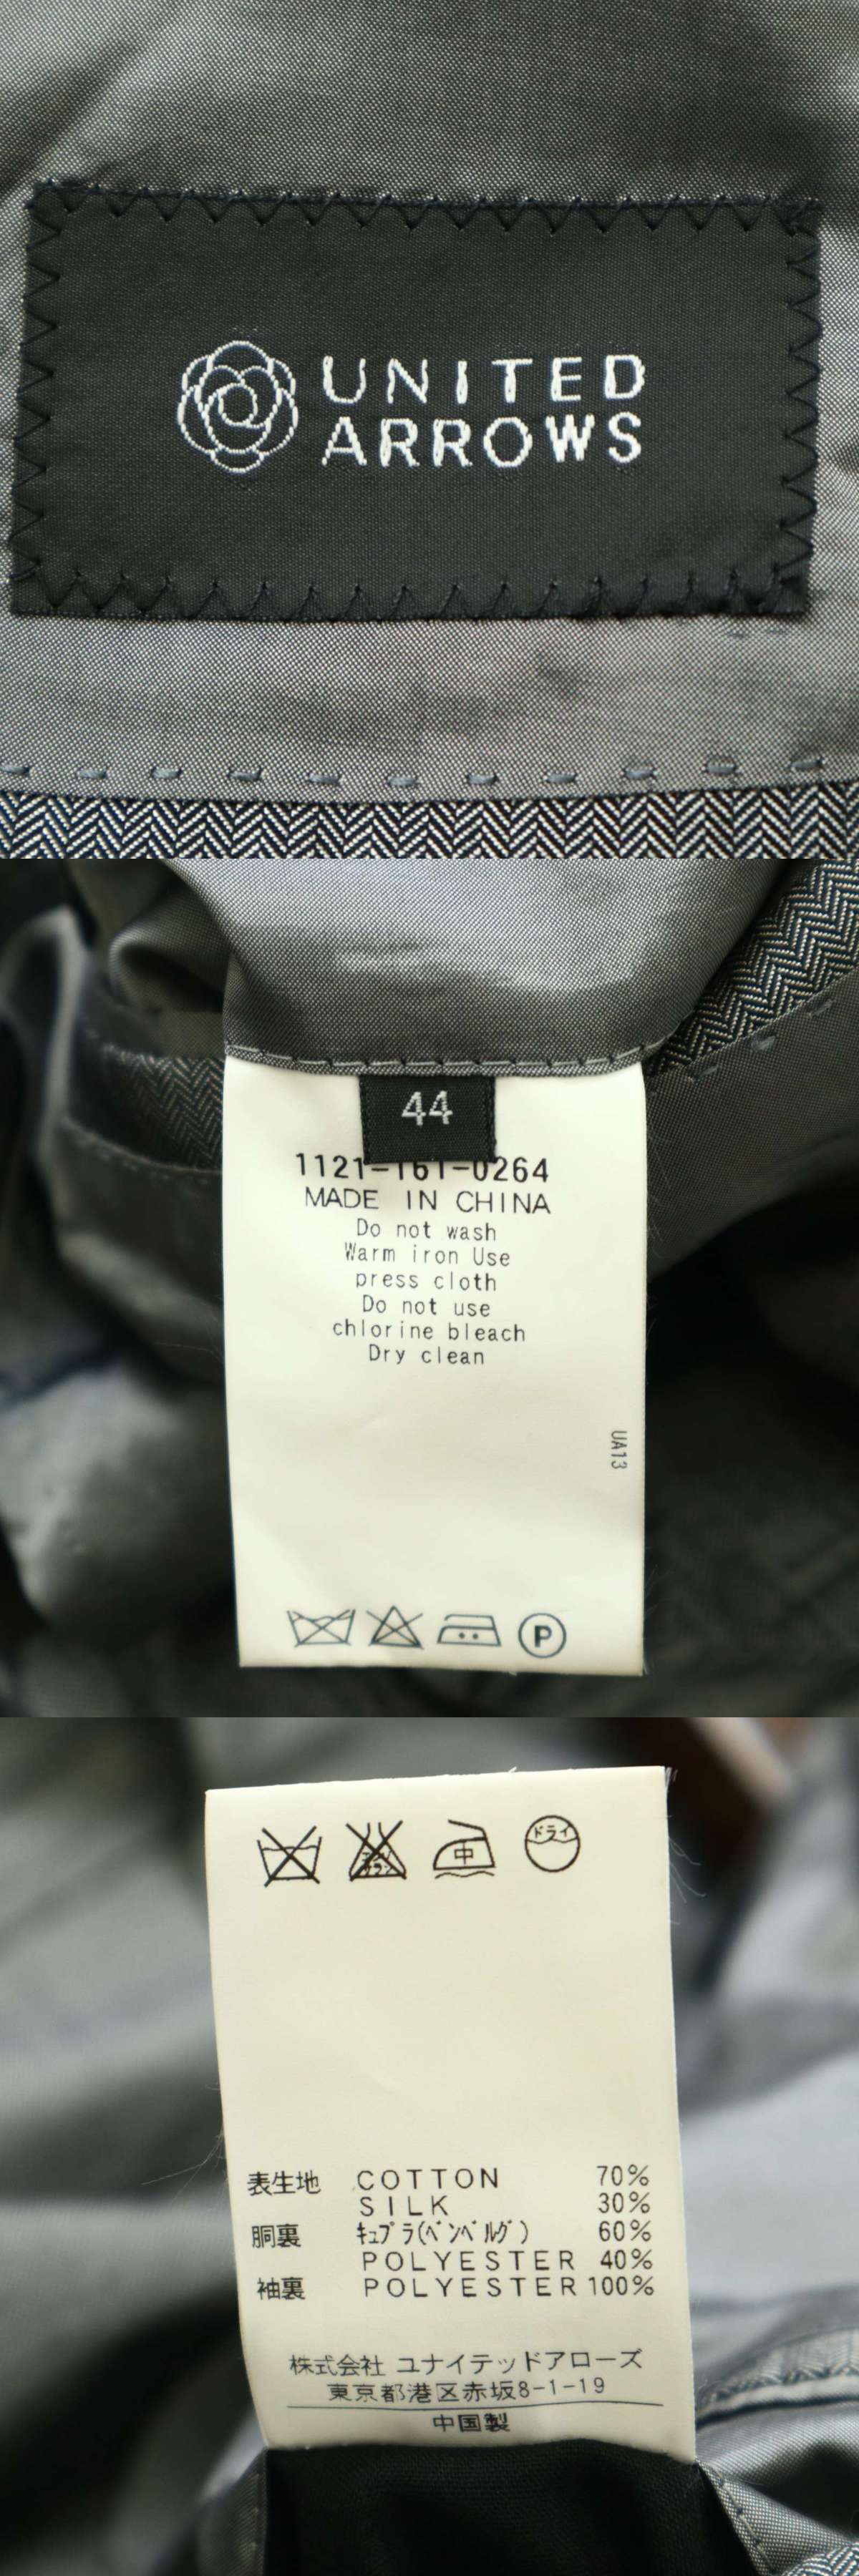 UNITED
ARROWS
44
1121-161-0264
MADE IN CHINA
Do not wash
Warm iron Use
press cloth
Do not use
chlorine bleach
Dry clean
UA13
P
中
ドライ
表生地 COTTON 70%
SILK 30%
胴裏 ｷｭﾌﾟﾗ(ﾍﾞﾝﾍﾞﾙｸﾞ) 60%
POLYESTER 40%
袖裏 POLYESTER 100%
株式会社 ユナイテッドアローズ
東京都港区赤坂8-1-19
中国製